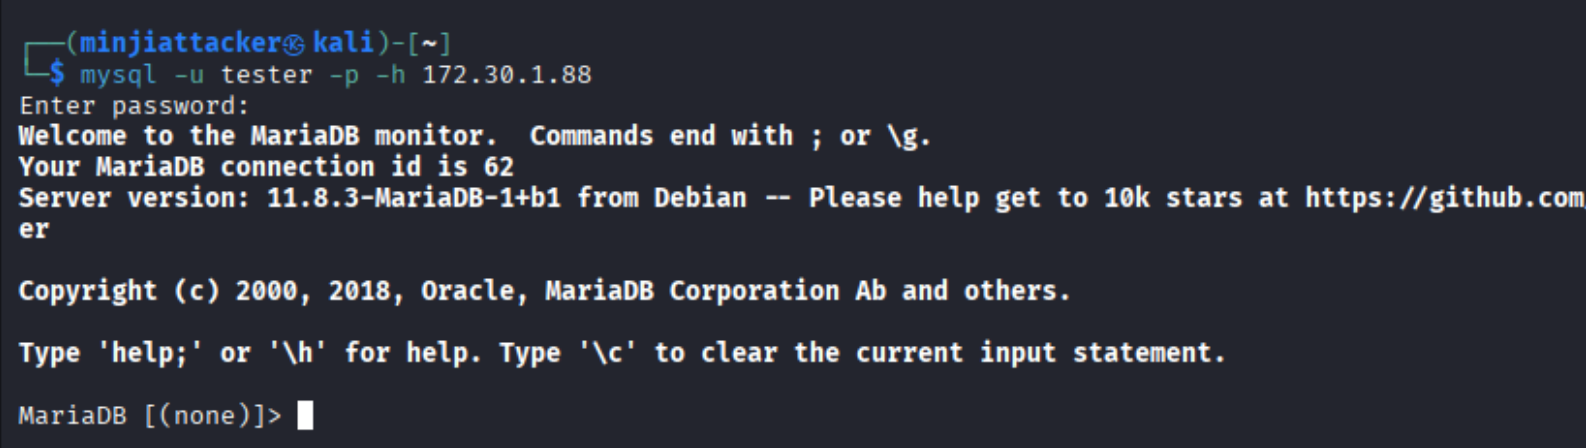 ┌──(minjiattacker㉿kali)-[~]
└─$ mysql -u tester -p -h 172.30.1.88
Enter password:
Welcome to the MariaDB monitor.  Commands end with ; or \g.
Your MariaDB connection id is 62
Server version: 11.8.3-MariaDB-1+b1 from Debian -- Please help get to 10k stars at https://github.com
er
Copyright (c) 2000, 2018, Oracle, MariaDB Corporation Ab and others.
Type 'help;' or '\h' for help. Type '\c' to clear the current input statement.
MariaDB [(none)]>